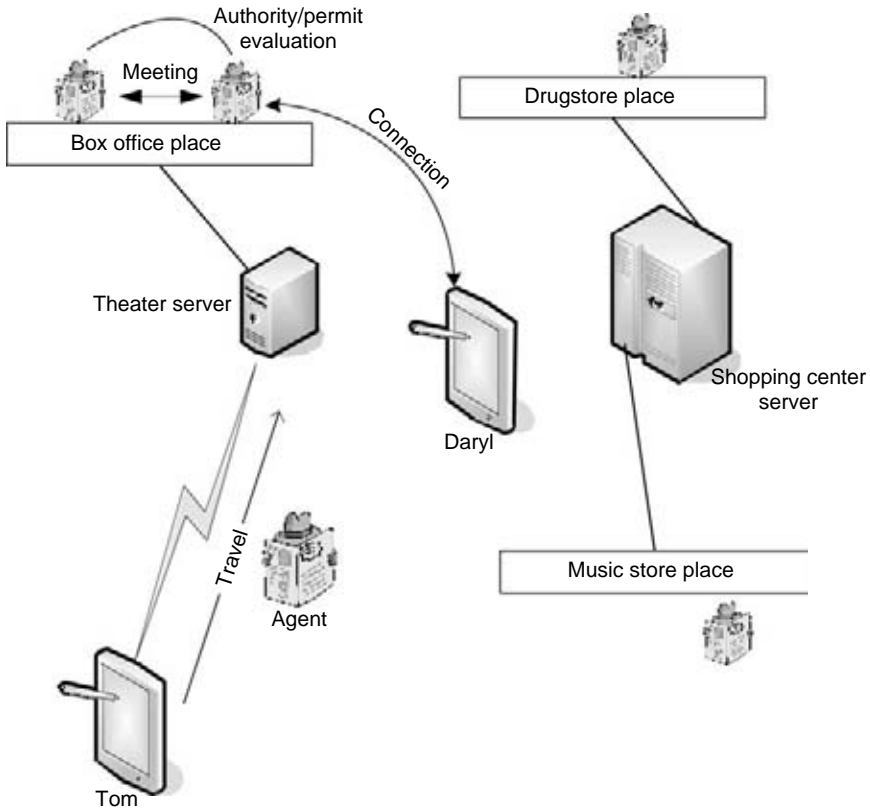 Authority/permit
evaluation
Meeting
Box office place
Connection
Drugstore place
Theater server
Daryl
Shopping center
server
Travel
Agent
Music store place
Tom